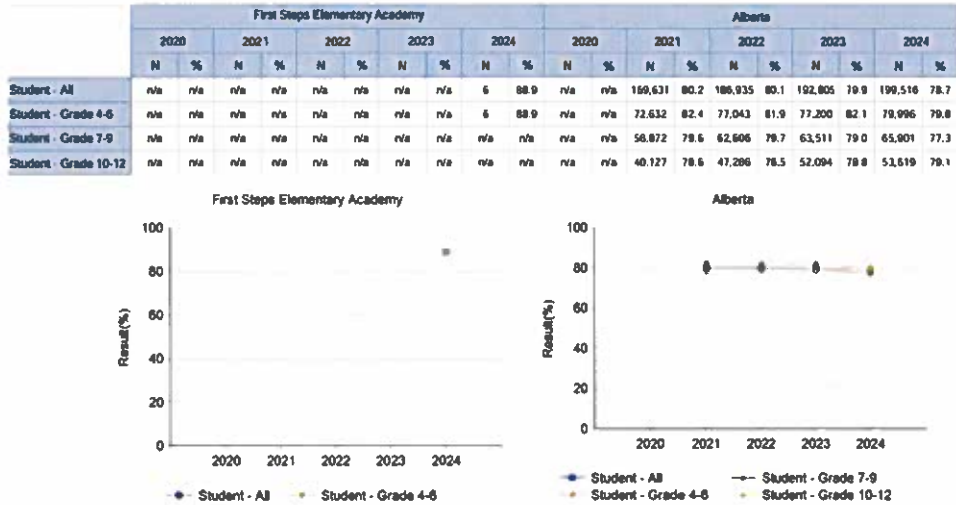 First Steps Elementary Academy Alberta
2020 2021 2022 2023 2024 2020 2021 2022 2023 2024
N % N % N % N % N % N % N % N % N % N %
Student - All n/a n/a n/a n/a n/a n/a n/a n/a 6 88.9 n/a n/a 169,631 80.2 186,935 80.1 192,805 79.9 199,516 78.7
Student - Grade 4-6 n/a n/a n/a n/a n/a n/a n/a n/a 6 88.9 n/a n/a 72,632 82.4 77,043 81.9 77,200 82.1 79,996 79.8
Student - Grade 7-9 n/a n/a n/a n/a n/a n/a n/a n/a n/a n/a n/a n/a 56,872 79.6 62,606 79.7 63,511 79.0 65,901 77.3
Student - Grade 10-12 n/a n/a n/a n/a n/a n/a n/a n/a n/a n/a n/a n/a 40,127 78.6 47,286 78.5 52,094 78.8 53,619 79.1
First Steps Elementary Academy
Result(%)
100
80
60
40
20
0
2020 2021 2022 2023 2024
Student - All Student - Grade 4-6
Alberta
Result(%)
100
80
60
40
20
0
2020 2021 2022 2023 2024
Student - All Student - Grade 7-9
Student - Grade 4-6 Student - Grade 10-12